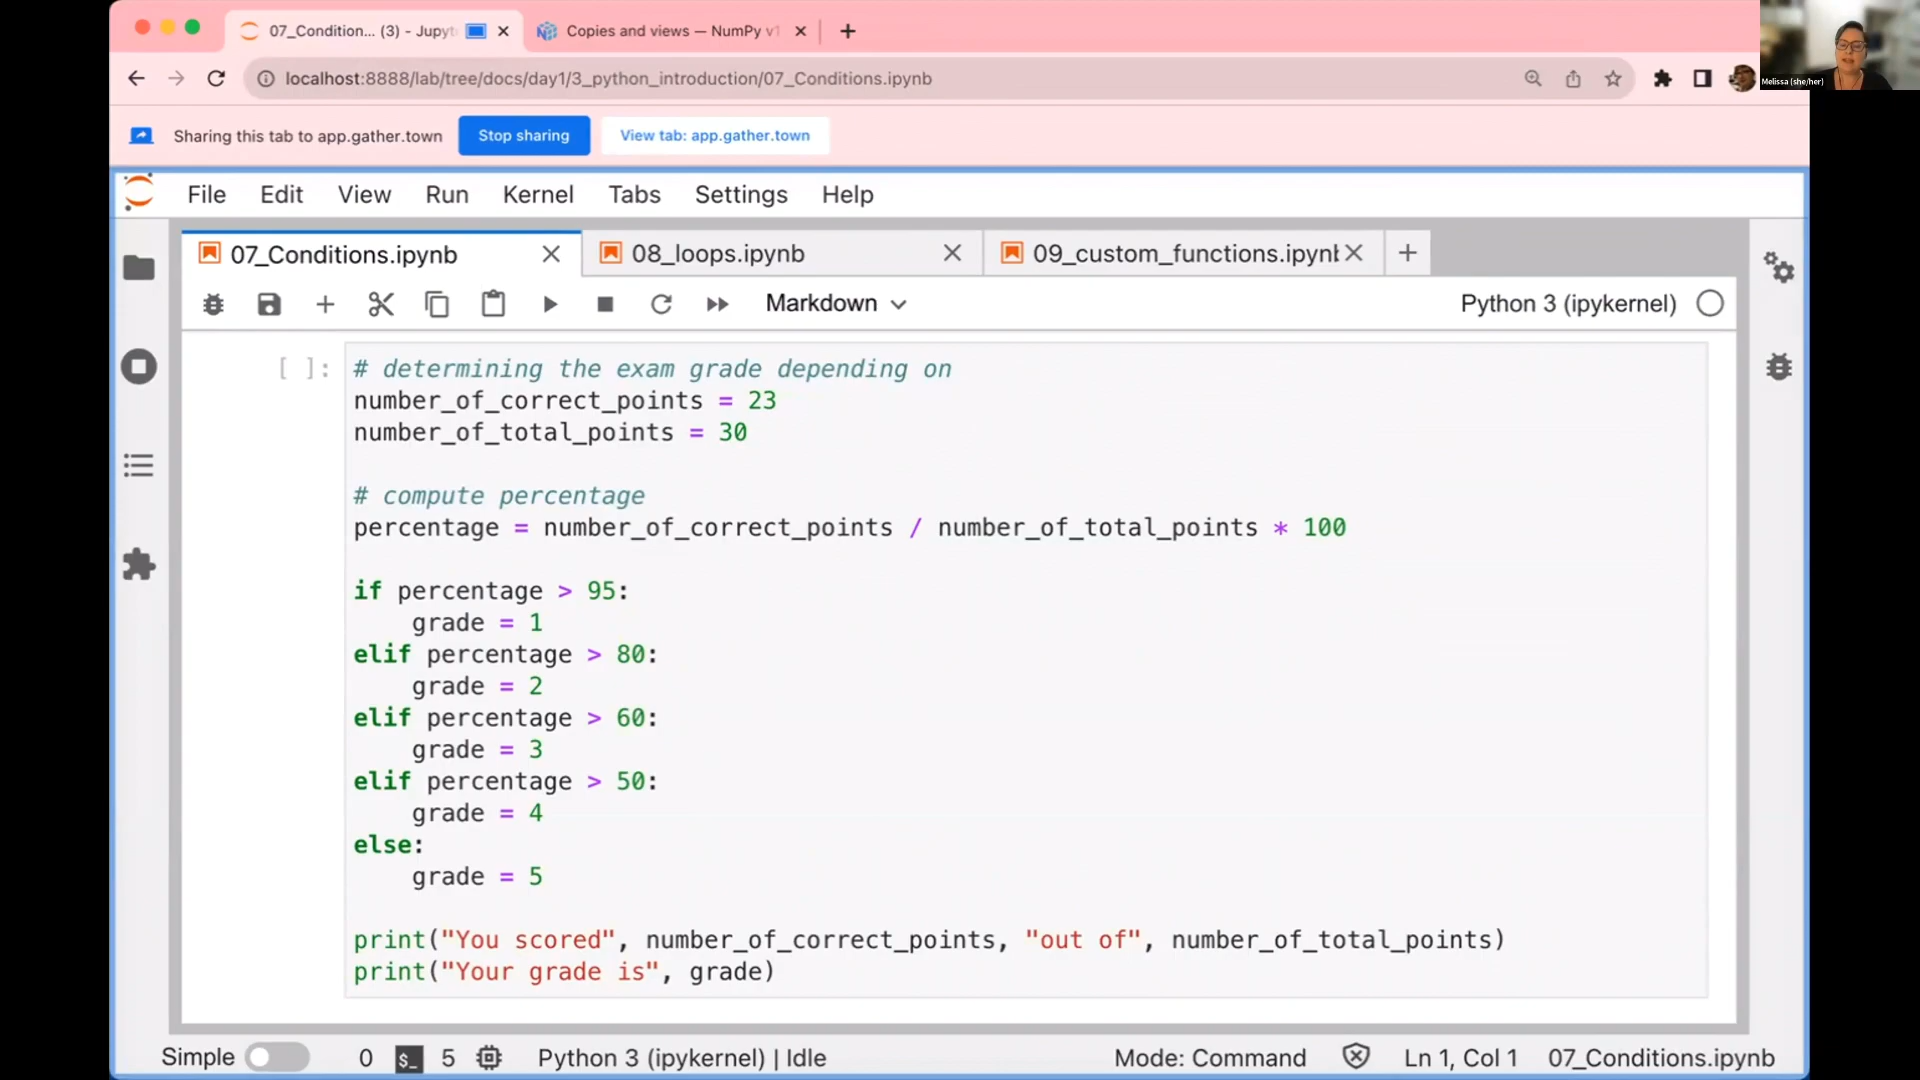 07_Condition... (3) - Jupyt
Copies and views — NumPy v1
localhost:8888/lab/tree/docs/day1/3_python_introduction/07_Conditions.ipynb
Melissa (she/her)
Sharing this tab to app.gather.town
Stop sharing
View tab: app.gather.town
File Edit View Run Kernel Tabs Settings Help
07_Conditions.ipynb
08_loops.ipynb
09_custom_functions.ipynb
Markdown
Python 3 (ipykernel)
[ ]: # determining the exam grade depending on
number_of_correct_points = 23
number_of_total_points = 30
# compute percentage
percentage = number_of_correct_points / number_of_total_points * 100
if percentage > 95:
    grade = 1
elif percentage > 80:
    grade = 2
elif percentage > 60:
    grade = 3
elif percentage > 50:
    grade = 4
else:
    grade = 5
print("You scored", number_of_correct_points, "out of", number_of_total_points)
print("Your grade is", grade)
Simple 0 $_ 5 Python 3 (ipykernel) | Idle Mode: Command Ln 1, Col 1 07_Conditions.ipynb